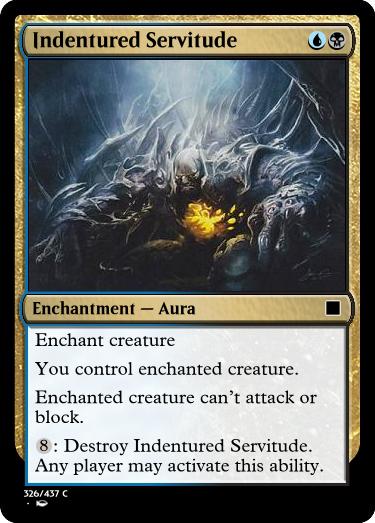 Indentured Servitude
Enchantment — Aura
Enchant creature
You control enchanted creature.
Enchanted creature can't attack or
block.
8: Destroy Indentured Servitude.
Any player may activate this ability.
326/437 C